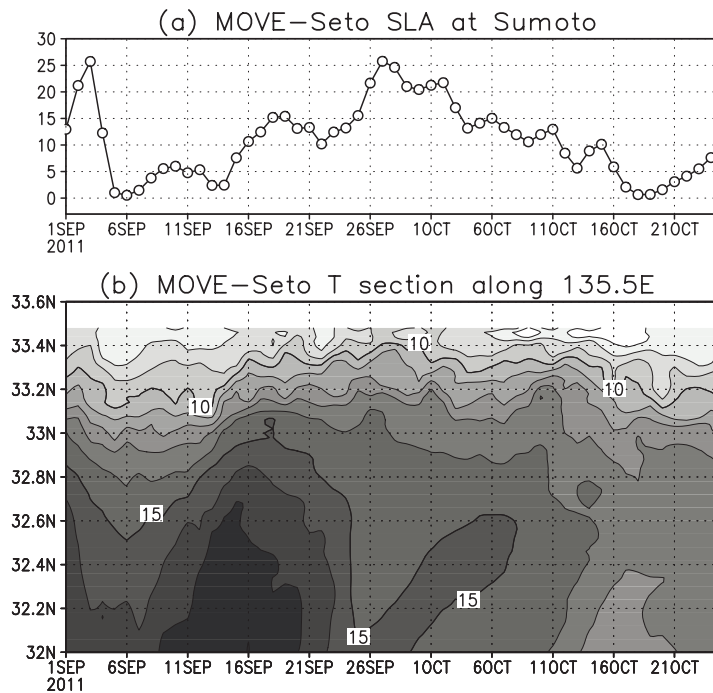 (a) MOVE−Seto SLA at Sumoto
30
25
20
15
10
5
0
1SEP 6SEP 11SEP 16SEP 21SEP 26SEP 1OCT 6OCT 11OCT 16OCT 21OCT
2011
(b) MOVE−Seto T section along 135.5E
33.6N
33.4N
10
33.2N
10
10
33N
32.8N
32.6N
15
32.4N
32.2N
15
15
32N
1SEP 6SEP 11SEP 16SEP 21SEP 26SEP 1OCT 6OCT 11OCT 16OCT 21OCT
2011